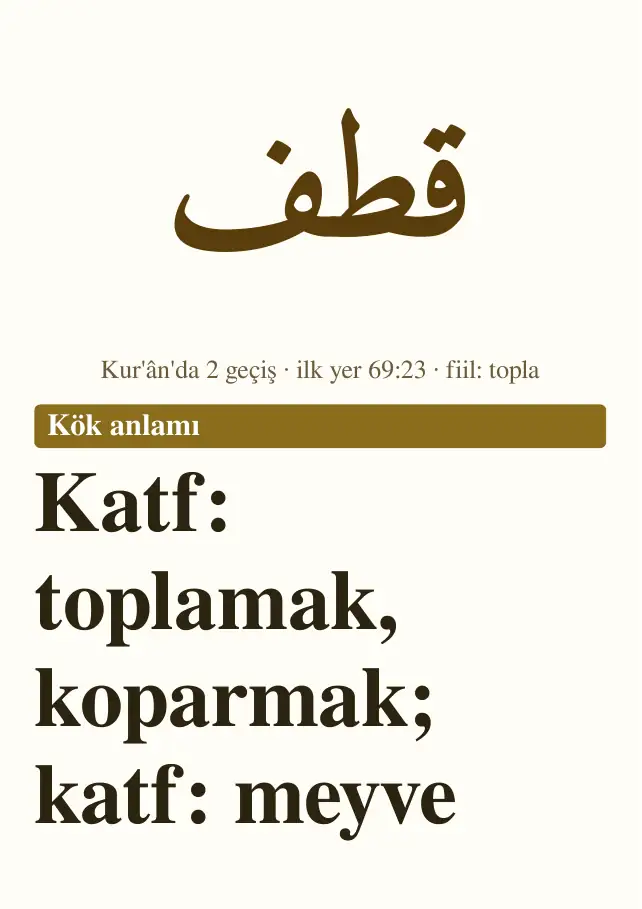 قطف
Kur'ân'da 2 geçiş · ilk yer 69:23 · fiil: topla
Kök anlamı
Katf:
toplamak,
koparmak;
katf: meyve